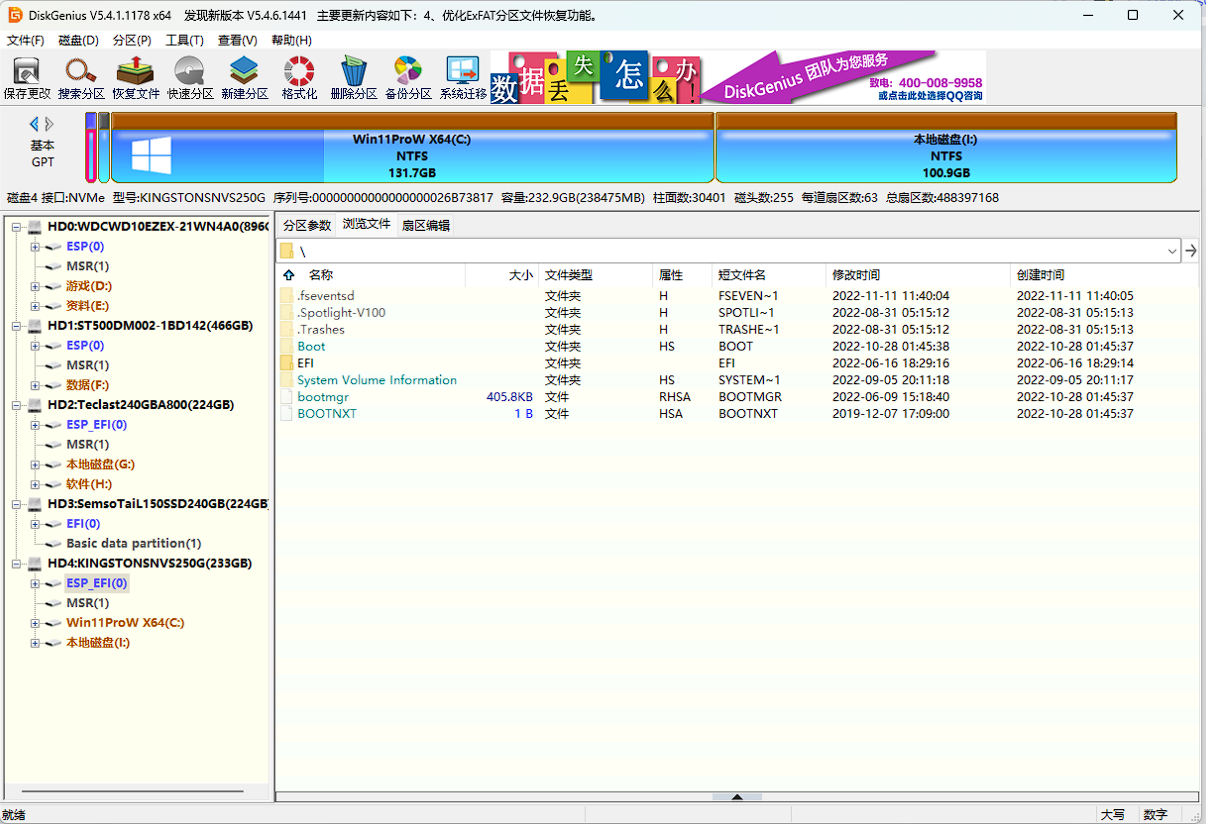 DiskGenius V5.4.1.1178 x64 发现新版本 V5.4.6.1441 主要更新内容如下：4、优化ExFAT分区文件恢复功能。
文件(F) 磁盘(D) 分区(P) 工具(T) 查看(V) 帮助(H)
保存更改 搜索分区 恢复文件 快速分区 新建分区 格式化 删除分区 备份分区 系统迁移
数据丢失怎么办!
DiskGenius 团队为您服务
致电：400-008-9958
或点击此处选择QQ咨询
基本
GPT
Win11ProW X64(C:)
NTFS
131.7GB
本地磁盘(I:)
NTFS
100.9GB
磁盘4 接口:NVMe 型号:KINGSTONSNVS250G 序列号:00000000000000000026B73817 容量:232.9GB(238475MB) 柱面数:30401 磁头数:255 每道扇区数:63 总扇区数:488397168
HD0:WDCWD10EZEX-21WN4A0(896G
ESP(0)
MSR(1)
游戏(D:)
资料(E:)
HD1:ST500DM002-1BD142(466GB)
ESP(0)
MSR(1)
数据(F:)
HD2:Teclast240GBA800(224GB)
ESP_EFI(0)
MSR(1)
本地磁盘(G:)
软件(H:)
HD3:SemsoTaiL150SSD240GB(224GB)
EFI(0)
Basic data partition(1)
HD4:KINGSTONSNVS250G(233GB)
ESP_EFI(0)
MSR(1)
Win11ProW X64(C:)
本地磁盘(I:)
分区参数 浏览文件 扇区编辑
\
名称 大小 文件类型 属性 短文件名 修改时间 创建时间
.fseventsd 文件夹 H FSEVEN~1 2022-11-11 11:40:04 2022-11-11 11:40:05
.Spotlight-V100 文件夹 H SPOTLI~1 2022-08-31 05:15:12 2022-08-31 05:15:13
.Trashes 文件夹 H TRASHE~1 2022-08-31 05:15:12 2022-08-31 05:15:13
Boot 文件夹 HS BOOT 2022-10-28 01:45:38 2022-10-28 01:45:37
EFI 文件夹 EFI 2022-06-16 18:29:16 2022-06-16 18:29:14
System Volume Information 文件夹 HS SYSTEM~1 2022-09-05 20:11:18 2022-09-05 20:11:17
bootmgr 405.8KB 文件 RHSA BOOTMGR 2022-06-09 15:18:40 2022-10-28 01:45:37
BOOTNXT 1 B 文件 HSA BOOTNXT 2019-12-07 17:09:00 2022-10-28 01:45:37
就绪 大写 数字